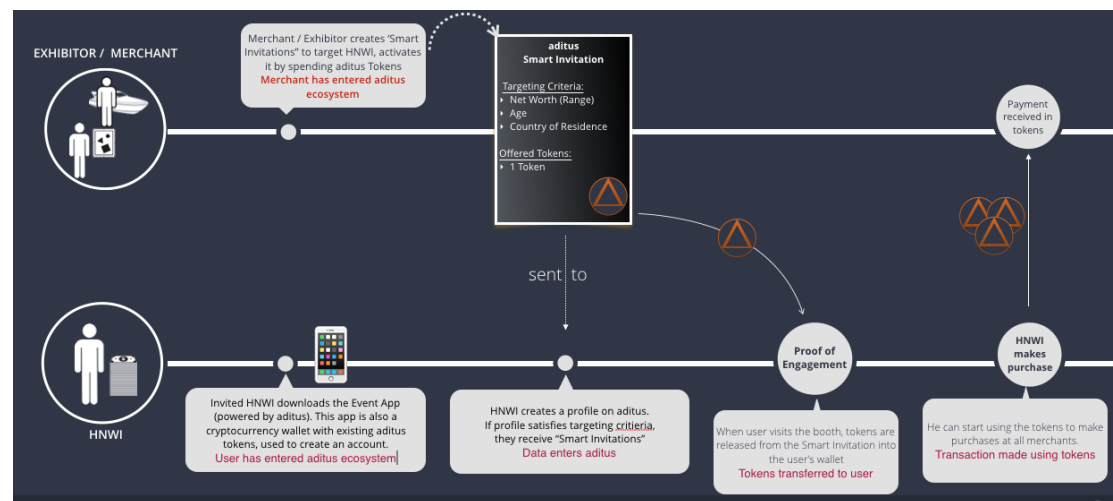 EXHIBITOR / MERCHANT
Merchant / Exhibitor creates ‘Smart
Invitations” to target HNWI, activates
it by spending aditus Tokens
Merchant has entered aditus
ecosystem
aditus
Smart Invitation
Targeting Criteria:
Net Worth (Range)
Age
Country of Residence
Offered Tokens:
1 Token
Payment
received in
tokens
sent to
HNWI
Invited HNWI downloads the Event App
(powered by aditus). This app is also a
cryptocurrency wallet with existing aditus
tokens, used to create an account.
User has entered aditus ecosystem
HNWI creates a profile on aditus.
If profile satisfies targeting critieria,
they receive “Smart Invitations”
Data enters aditus
Proof of
Engagement
When user visits the booth, tokens are
released from the Smart Invitation into
the user’s wallet
Tokens transferred to user
HNWI
makes
purchase
He can start using the tokens to make
purchases at all merchants.
Transaction made using tokens